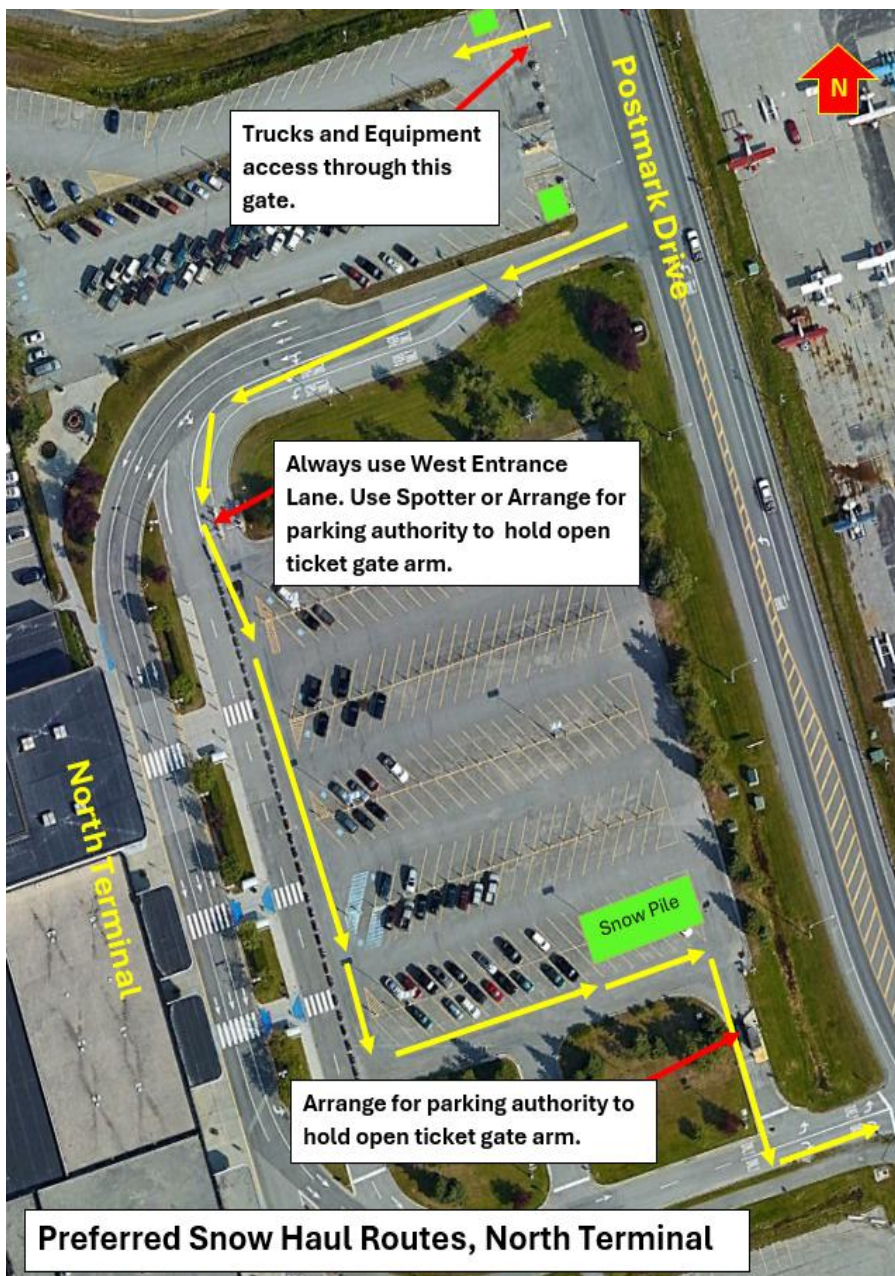 N
Postmark Drive
Trucks and Equipment
access through this
gate.
Always use West Entrance
Lane. Use Spotter or Arrange for
parking authority to hold open
ticket gate arm.
North Terminal
Snow Pile
Arrange for parking authority to
hold open ticket gate arm.
Preferred Snow Haul Routes, North Terminal